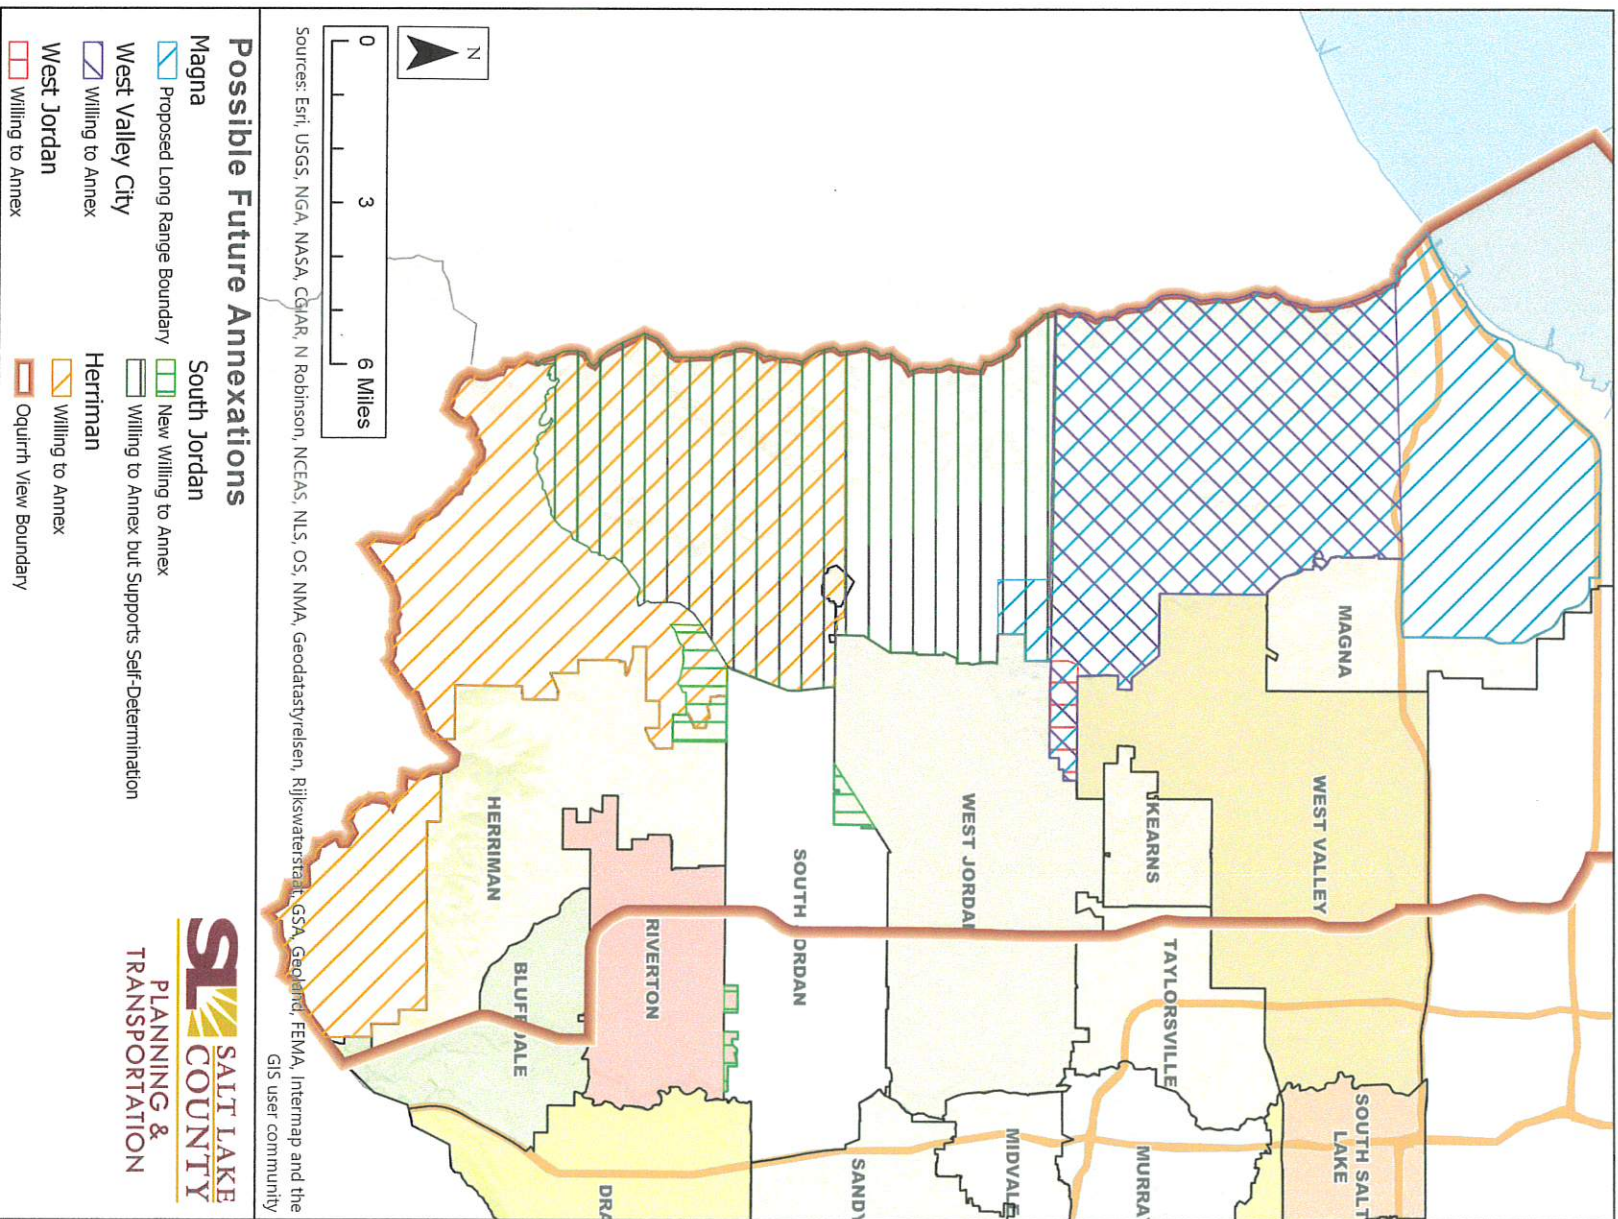 MAGNA
WEST VALLEY
SOUTH SALT
LAKE
KEARNS
TAYLORSVILLE
MURRAY
WEST JORDAN
MIDVALE
SOUTH JORDAN
SANDY
RIVERTON
HERRIMAN
BLUFFDALE
DRA
N
0 3 6 Miles
Sources: Esri, USGS, NGA, NASA, CGIAR, N Robinson, NCEAS, NLS, OS, NMA, Geodatastyrelsen, Rijkswaterstaat, GSA, Geoland, FEMA, Intermap and the
GIS user community
Possible Future Annexations
Magna
Proposed Long Range Boundary
West Valley City
Willing to Annex
West Jordan
Willing to Annex
South Jordan
New Willing to Annex
Willing to Annex but Supports Self-Determination
Herriman
Willing to Annex
Oquirrh View Boundary
SL SALT LAKE
COUNTY
PLANNING &
TRANSPORTATION